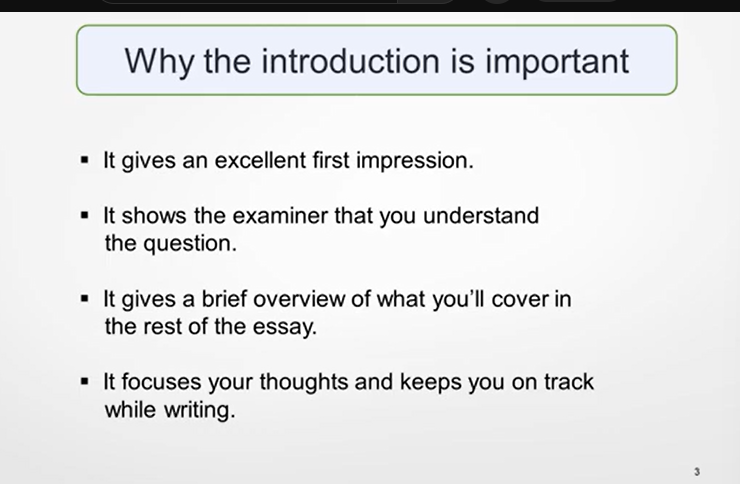 Why the introduction is important
▪ It gives an excellent first impression.
▪ It shows the examiner that you understand
the question.
▪ It gives a brief overview of what you'll cover in
the rest of the essay.
▪ It focuses your thoughts and keeps you on track
while writing.
3